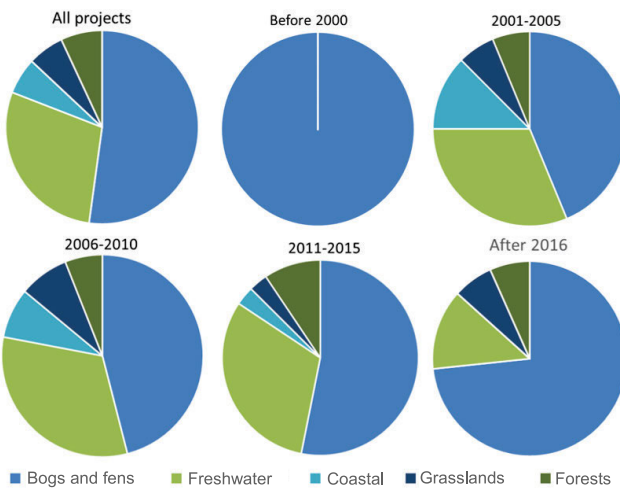 All projects
Before 2000
2001-2005
2006-2010
2011-2015
After 2016
Bogs and fens
Freshwater
Coastal
Grasslands
Forests